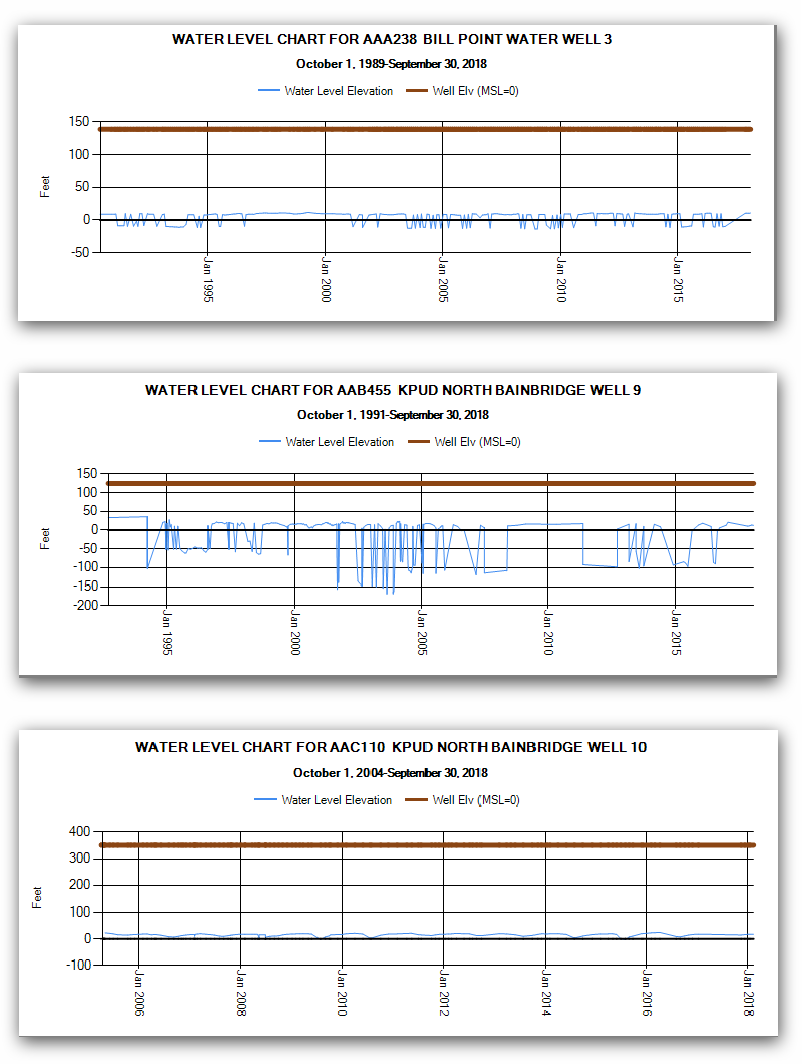 WATER LEVEL CHART FOR AAA238 BILL POINT WATER WELL 3
October 1, 1989-September 30, 2018
Water Level Elevation Well Elv (MSL=0)
150
100
50
0
-50
Feet
Jan 1995 Jan 2000 Jan 2005 Jan 2010 Jan 2015
WATER LEVEL CHART FOR AAB455 KPUD NORTH BAINBRIDGE WELL 9
October 1, 1991-September 30, 2018
Water Level Elevation Well Elv (MSL=0)
150
100
50
0
-50
-100
-150
-200
Feet
Jan 1995 Jan 2000 Jan 2005 Jan 2010 Jan 2015
WATER LEVEL CHART FOR AAC110 KPUD NORTH BAINBRIDGE WELL 10
October 1, 2004-September 30, 2018
Water Level Elevation Well Elv (MSL=0)
400
300
200
100
0
-100
Feet
Jan 2006 Jan 2008 Jan 2010 Jan 2012 Jan 2014 Jan 2016 Jan 2018